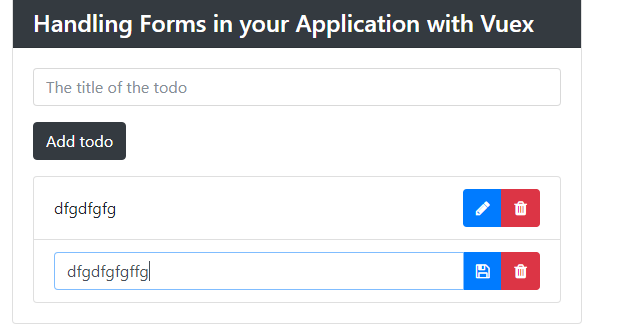 Handling Forms in your Application with Vuex
The title of the todo
Add todo
dfgdfgfg
dfgdfgfgffg